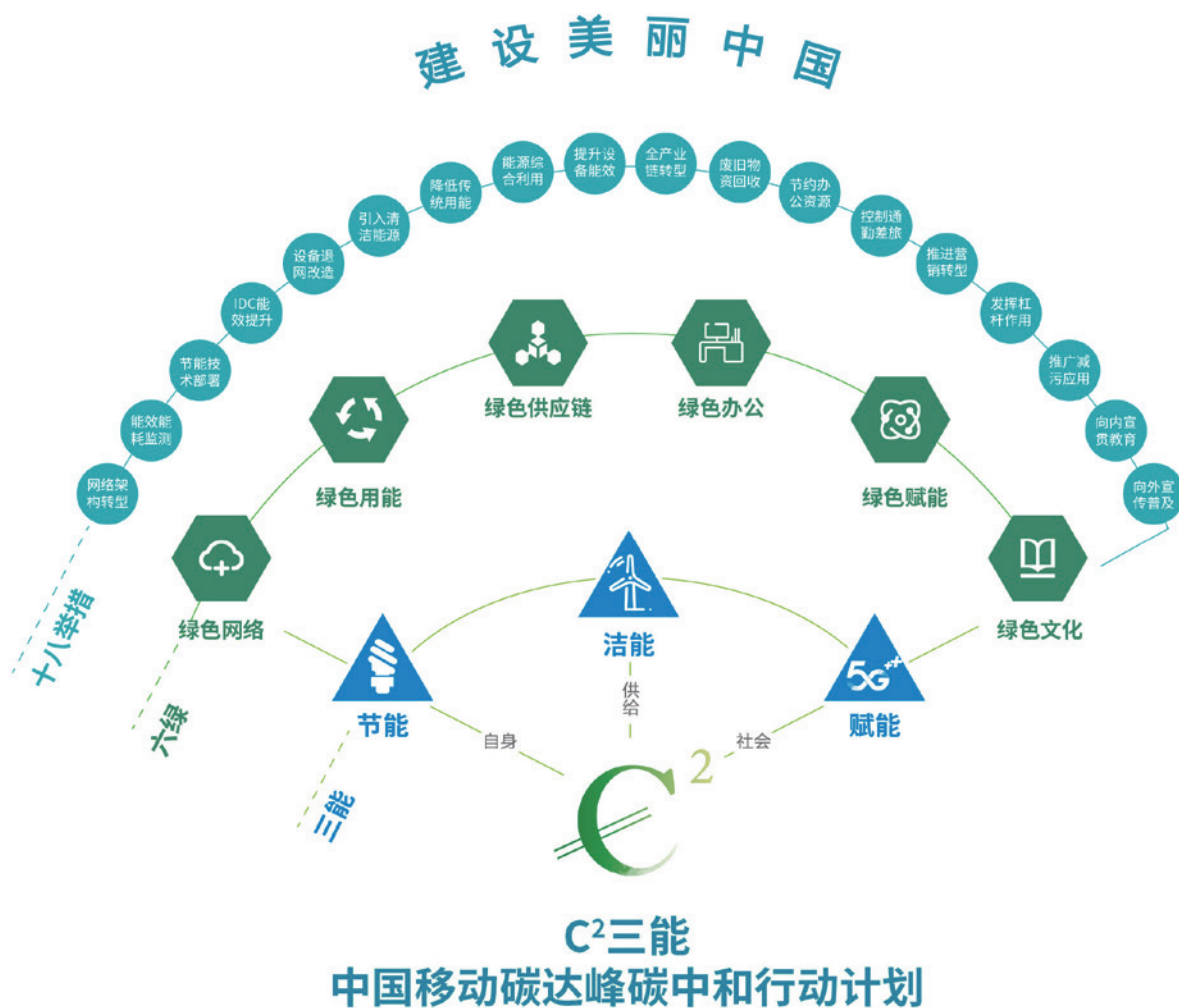 建设美丽中国
网络架
构转型
能效能
耗监测
节能技
术部署
IDC能
效提升
设备退
网改造
引入清
洁能源
降低传
统用能
能源综
合利用
提升设
备能效
全产业
链转型
废旧物
资回收
节约办
公资源
控制通
勤差旅
推进营
销转型
发挥杠
杆作用
推广减
污应用
向内宣
贯教育
向外宣
传普及
十八举措
绿色网络
绿色用能
绿色供应链
绿色办公
绿色赋能
绿色文化
六绿
节能
洁能
5G++
赋能
三能
自身
供给
社会
C²
C²三能
中国移动碳达峰碳中和行动计划